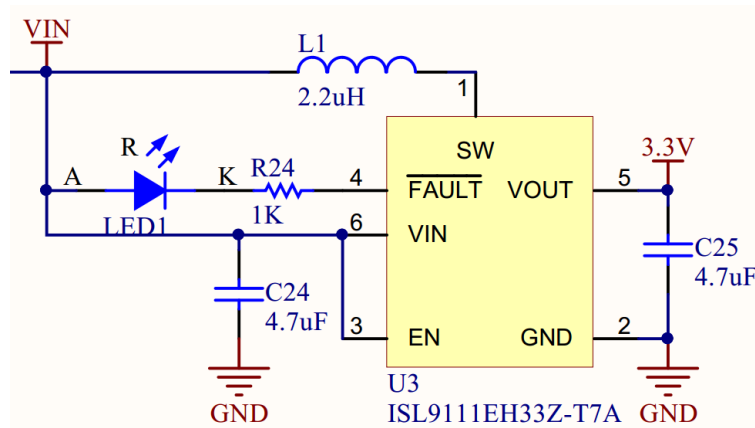 VIN
L1
2.2uH
1
SW
R
A
K
R24
4
FAULT
VOUT
5
3.3V
LED1
1K
6
VIN
C24
4.7uF
C25
4.7uF
3
EN
GND
2
GND
U3
ISL9111EH33Z-T7A
GND